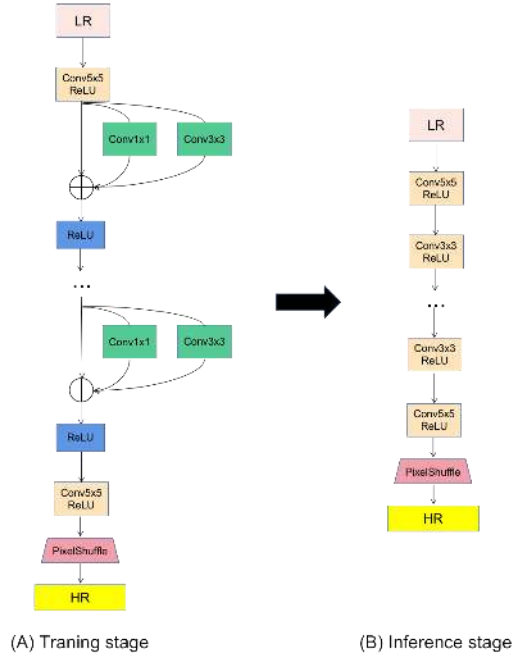 LR
Conv5x5
ReLU
Conv1x1
Conv3x3
ReLU
...
Conv1x1
Conv3x3
ReLU
Conv5x5
ReLU
PixelShuffle
HR
(A) Traning stage
LR
Conv5x5
ReLU
Conv3x3
ReLU
...
Conv3x3
ReLU
Conv5x5
ReLU
PixelShuffle
HR
(B) Inference stage